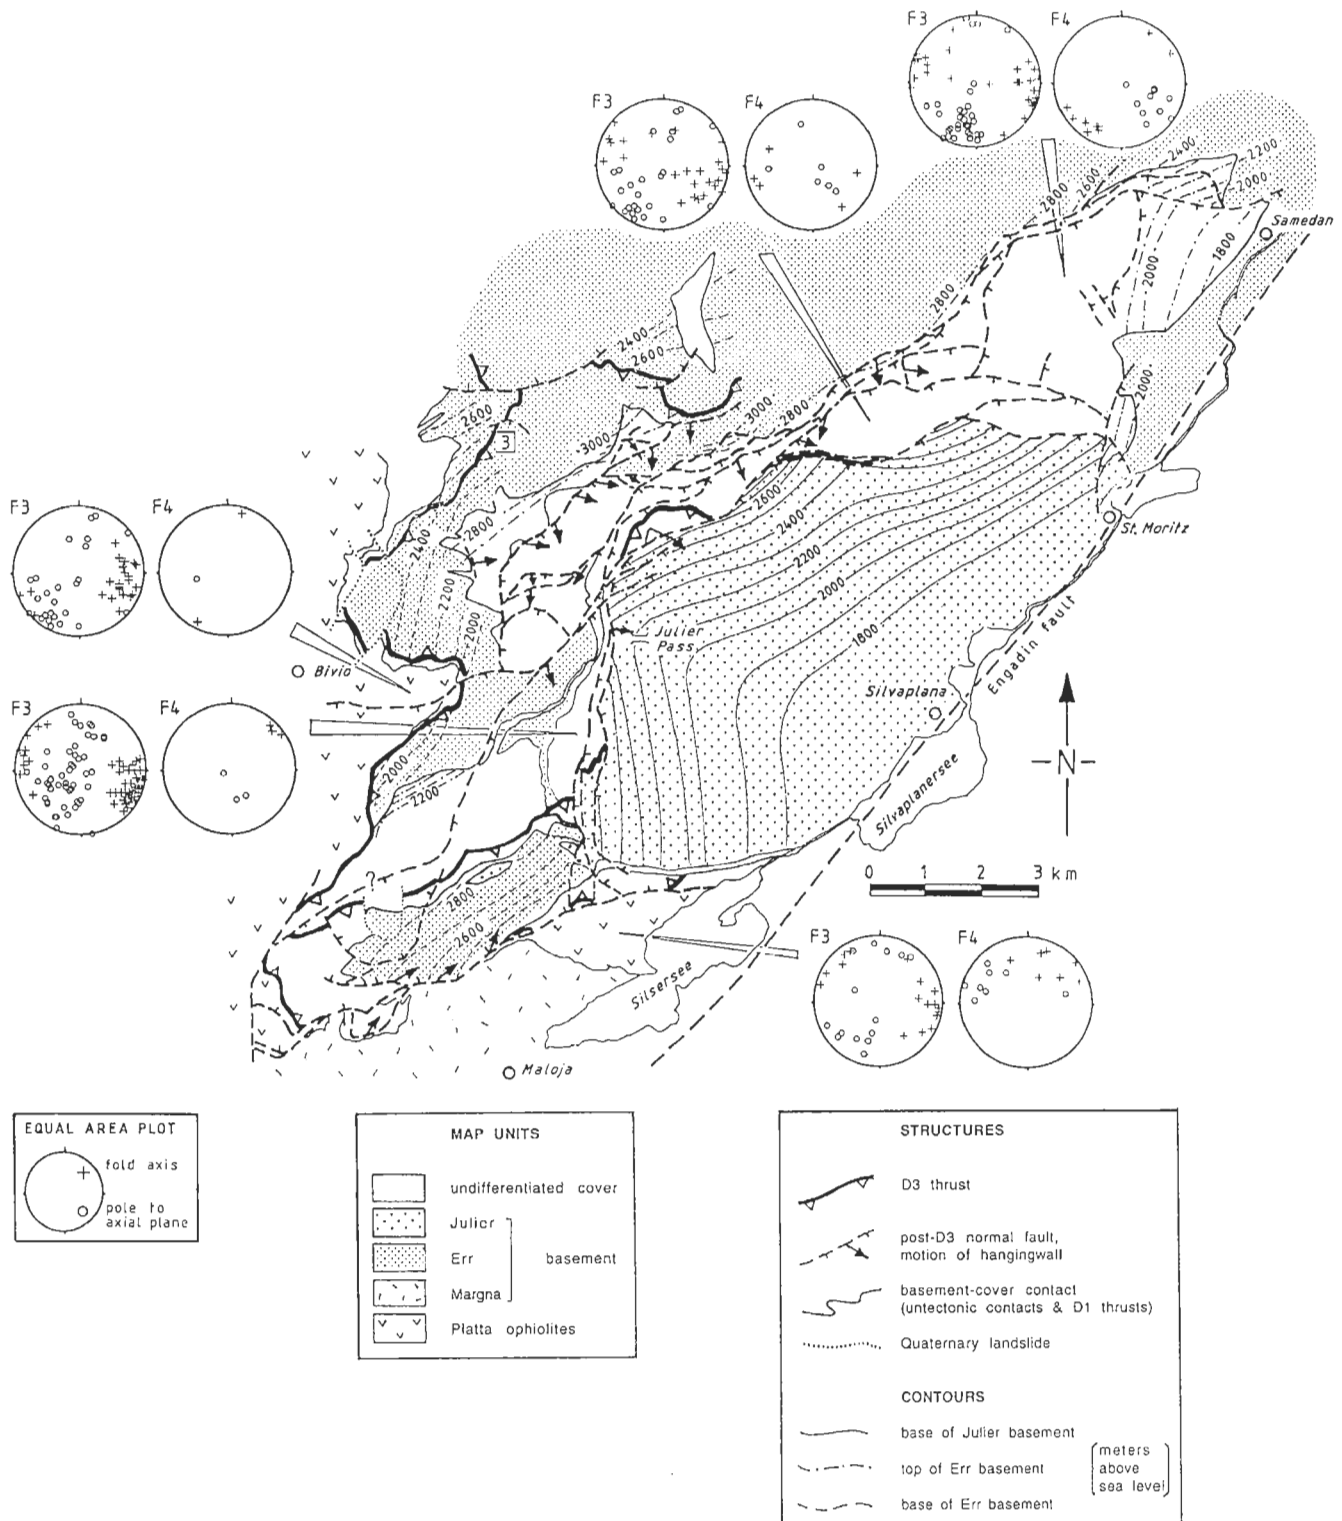 F3
F4
F3
F4
2400
2200
2600
2000
2800
Samedan
1800
2000
2800
2400
2600
2000
2600
3000
2800
3
3000
2600
2800
2400
St. Moritz
F3
F4
2400
2200
2200
2000
2000
1800
Julier
Pass
Engadin fault
Bivio
Silvaplana
F3
F4
N
2000
2200
Silvaplanersee
0 1 2 3 km
?
2800
2600
F3
F4
Silsersee
Maloja
EQUAL AREA PLOT
fold axis
pole to
axial plane
MAP UNITS
undifferentiated cover
Julier
Err
basement
Margna
Platta ophiolites
STRUCTURES
D3 thrust
post-D3 normal fault,
motion of hangingwall
basement-cover contact
(untectonic contacts & D1 thrusts)
Quaternary landslide
CONTOURS
base of Julier basement
top of Err basement
base of Err basement
meters
above
sea level